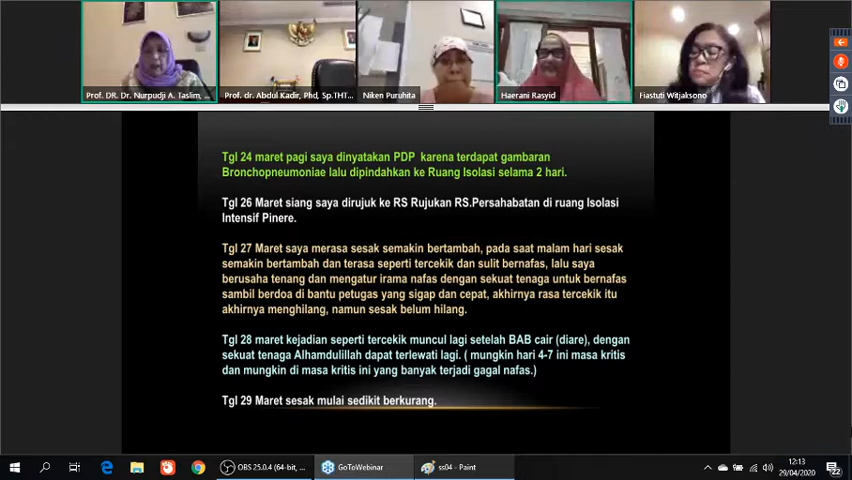 Prof. DR. Dr. Nurpudji A. Taslim, ...
Prof. dr. Abdul Kadir, Phd, Sp.THT...
Niken Puruhita
Haerani Rasyid
Fiastuti Witjaksono
Tgl 24 maret pagi saya dinyatakan PDP karena terdapat gambaran
Bronchopneumoniae lalu dipindahkan ke Ruang Isolasi selama 2 hari.
Tgl 26 Maret siang saya dirujuk ke RS Rujukan RS.Persahabatan di ruang Isolasi
Intensif Pinere.
Tgl 27 Maret saya merasa sesak semakin bertambah, pada saat malam hari sesak
semakin bertambah dan terasa seperti tercekik dan sulit bernafas, lalu saya
berusaha tenang dan mengatur irama nafas dengan sekuat tenaga untuk bernafas
sambil berdoa di bantu petugas yang sigap dan cepat, akhirnya rasa tercekik itu
akhirnya menghilang, namun sesak belum hilang.
Tgl 28 maret kejadian seperti tercekik muncul lagi setelah BAB cair (diare), dengan
sekuat tenaga Alhamdulillah dapat terlewati lagi. ( mungkin hari 4-7 ini masa kritis
dan mungkin di masa kritis ini yang banyak terjadi gagal nafas.)
Tgl 29 Maret sesak mulai sedikit berkurang.
OBS 25.0.4 (64-bit, ...
GoToWebinar
ss04 - Paint
12:13
29/04/2020
22